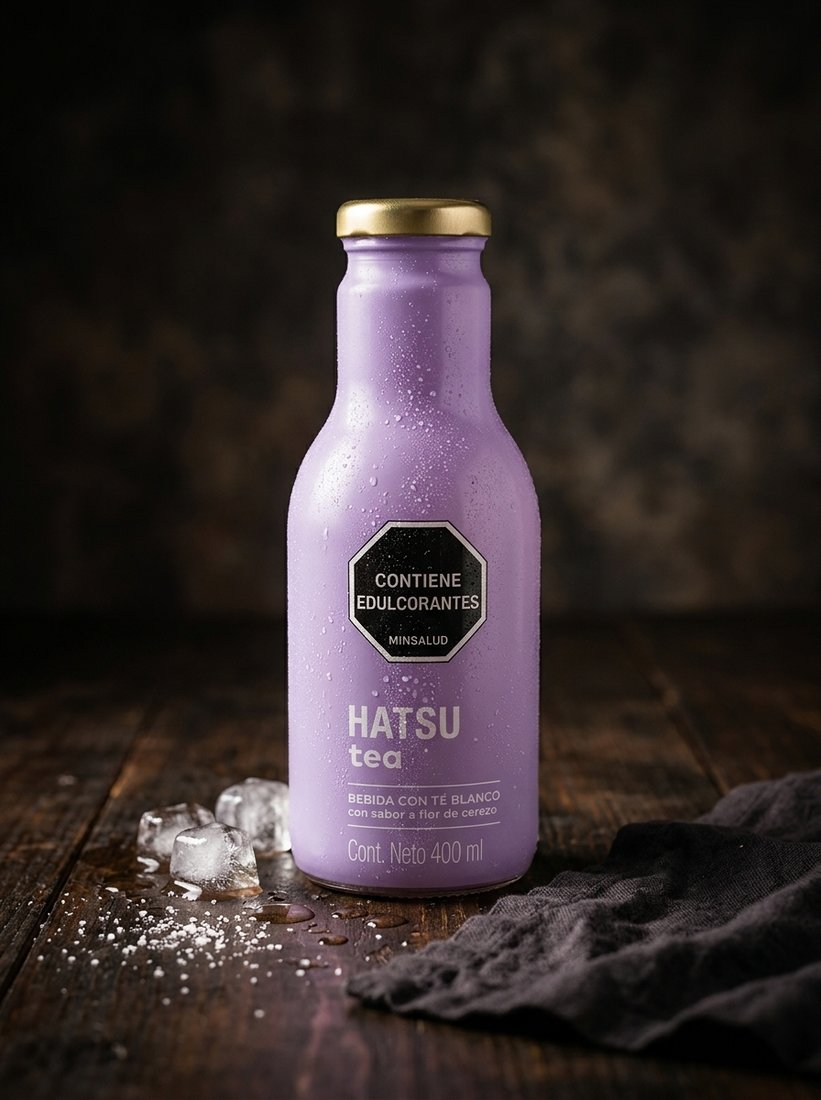 CONTIENE
EDULCORANTES
MINSALUD
HATSU
tea
BEBIDA CON TÉ BLANCO
con sabor a flor de cerezo
Cont. Neto 400 ml